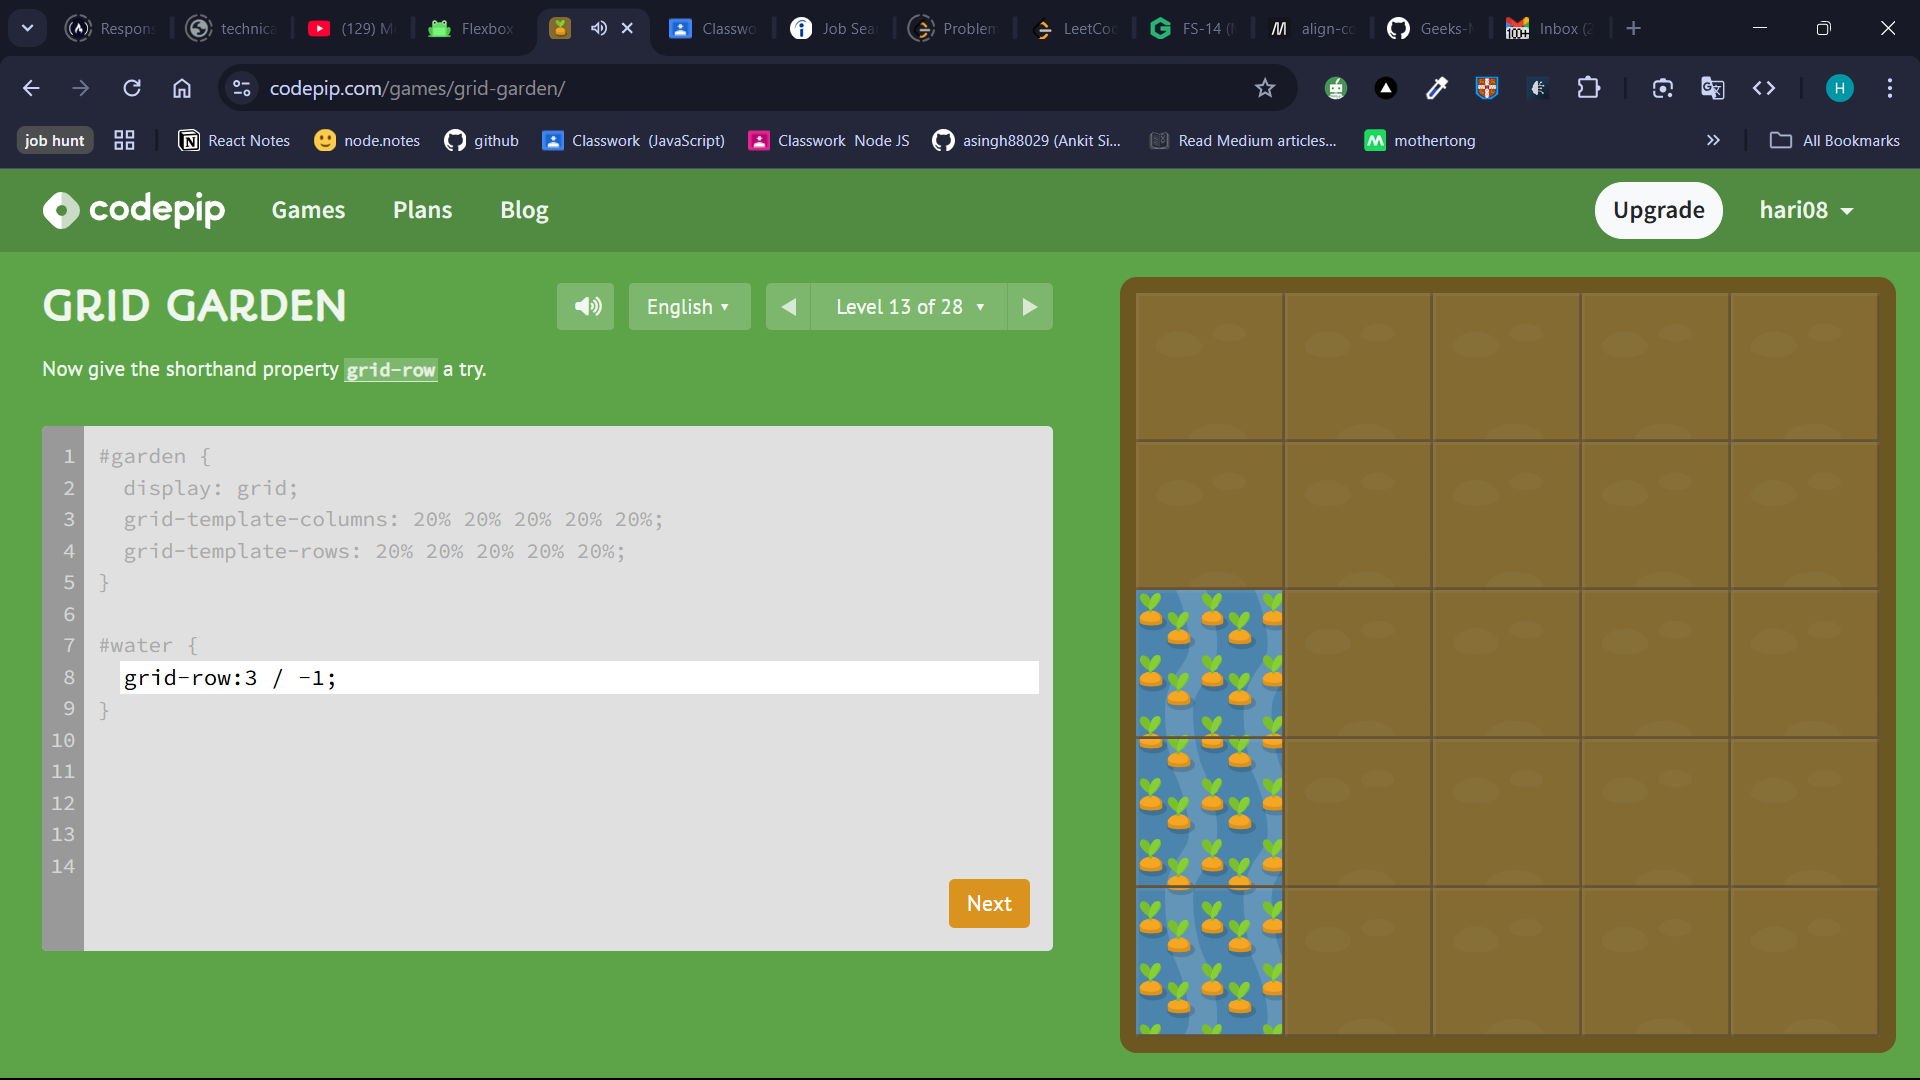 Respon
technica
(129) M
Flexbox
Classwo
Job Sea
Problem
LeetCod
FS-14 (
align-co
Geeks-
Inbox (2
codepip.com/games/grid-garden/
H
job hunt
React Notes
node.notes
github
Classwork (JavaScript)
Classwork Node JS
asingh88029 (Ankit Si...
Read Medium articles...
mothertong
All Bookmarks
codepip
Games
Plans
Blog
Upgrade
hari08
GRID GARDEN
English
Level 13 of 28
Now give the shorthand property grid-row a try.
1 #garden {
2 display: grid;
3 grid-template-columns: 20% 20% 20% 20% 20%;
4 grid-template-rows: 20% 20% 20% 20% 20%;
5 }
6
7 #water {
8 grid-row:3 / -1;
9 }
10
11
12
13
14
Next